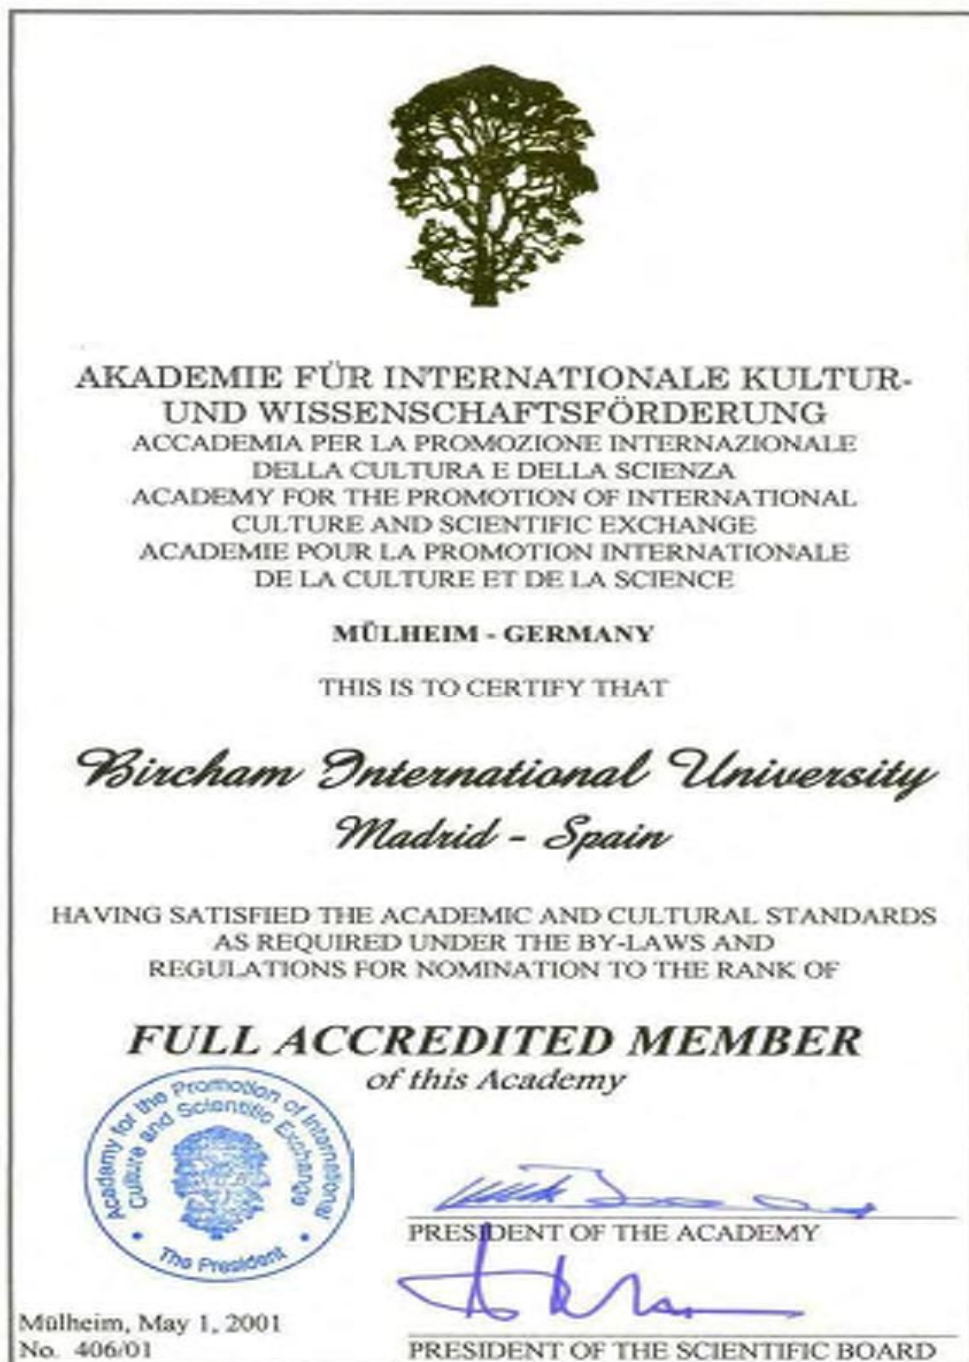 AKADEMIE FÜR INTERNATIONALE KULTUR-
UND WISSENSCHAFTSFÖRDERUNG
ACCADEMIA PER LA PROMOZIONE INTERNAZIONALE
DELLA CULTURA E DELLA SCIENZA
ACADEMY FOR THE PROMOTION OF INTERNATIONAL
CULTURE AND SCIENTIFIC EXCHANGE
ACADEMIE POUR LA PROMOTION INTERNATIONALE
DE LA CULTURE ET DE LA SCIENCE
MÜLHEIM - GERMANY
THIS IS TO CERTIFY THAT
Bircham International University
Madrid - Spain
HAVING SATISFIED THE ACADEMIC AND CULTURAL STANDARDS
AS REQUIRED UNDER THE BY-LAWS AND
REGULATIONS FOR NOMINATION TO THE RANK OF
FULL ACCREDITED MEMBER
of this Academy
Academy for the Promotion of International
Culture and Scientific Exchange
The President
PRESIDENT OF THE ACADEMY
Mülheim, May 1, 2001
No. 406/01
PRESIDENT OF THE SCIENTIFIC BOARD